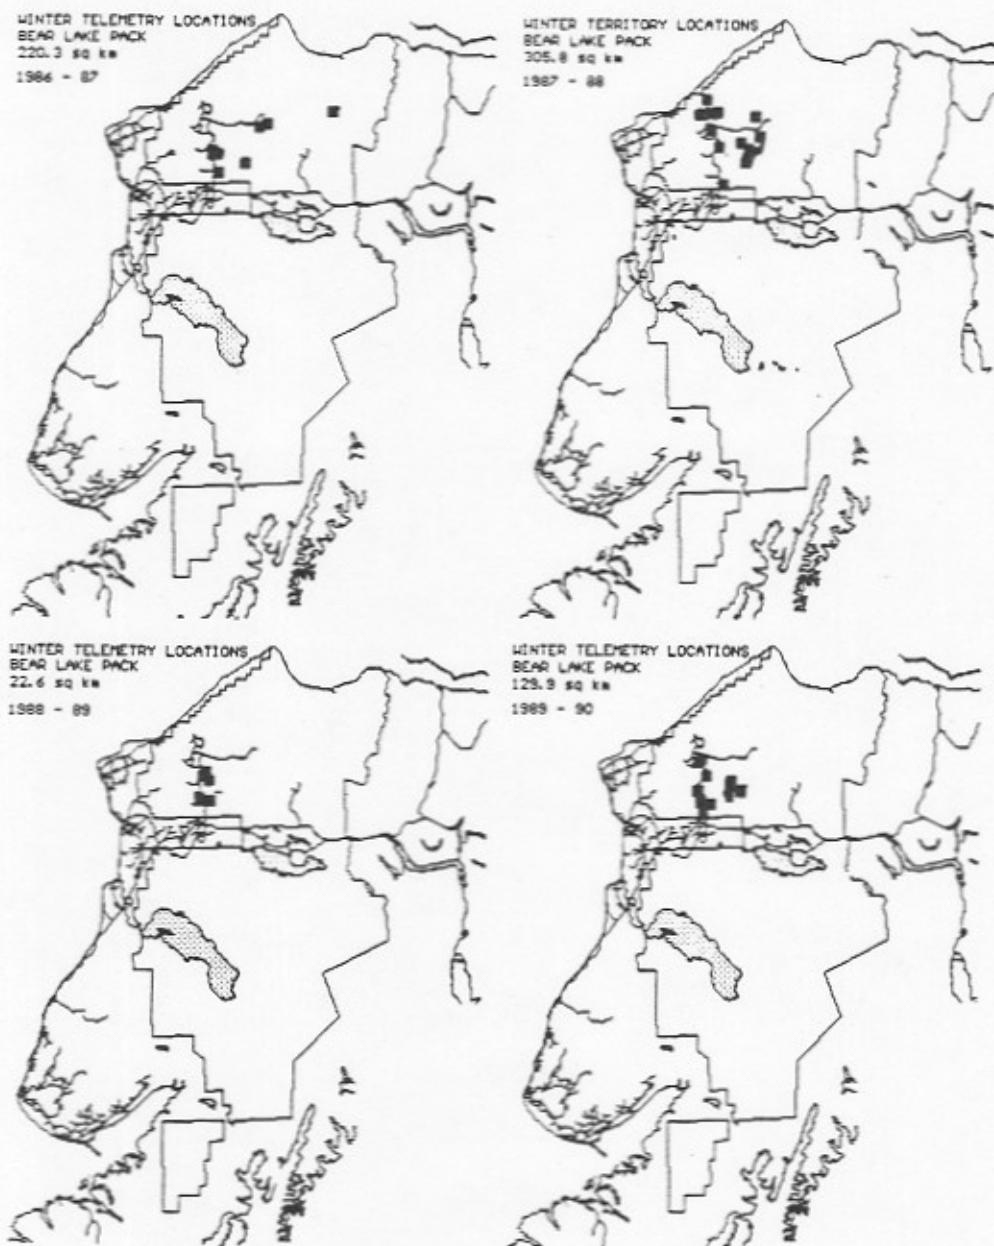 WINTER TELEMETRY LOCATIONS
BEAR LAKE PACK
220.3 sq km
1986 - 87
WINTER TERRITORY LOCATIONS
BEAR LAKE PACK
305.8 sq km
1987 - 88
WINTER TELEMETRY LOCATIONS
BEAR LAKE PACK
22.6 sq km
1988 - 89
WINTER TELEMETRY LOCATIONS
BEAR LAKE PACK
129.9 sq km
1989 - 90